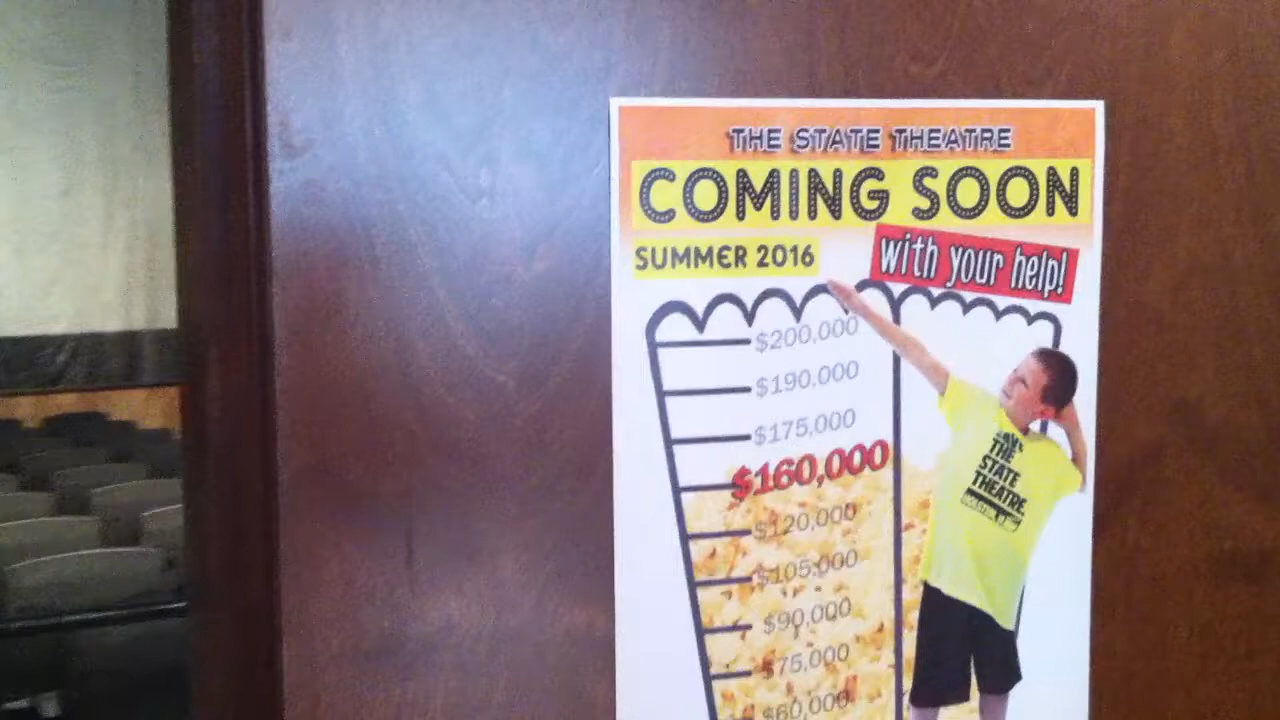 THE STATE THEATRE
COMING SOON
SUMMER 2016
with your help!
$200,000
$190,000
$175,000
$160,000
$120,000
$105,000
$90,000
$75,000
$60,000
SAVE
THE
STATE
THEATRE